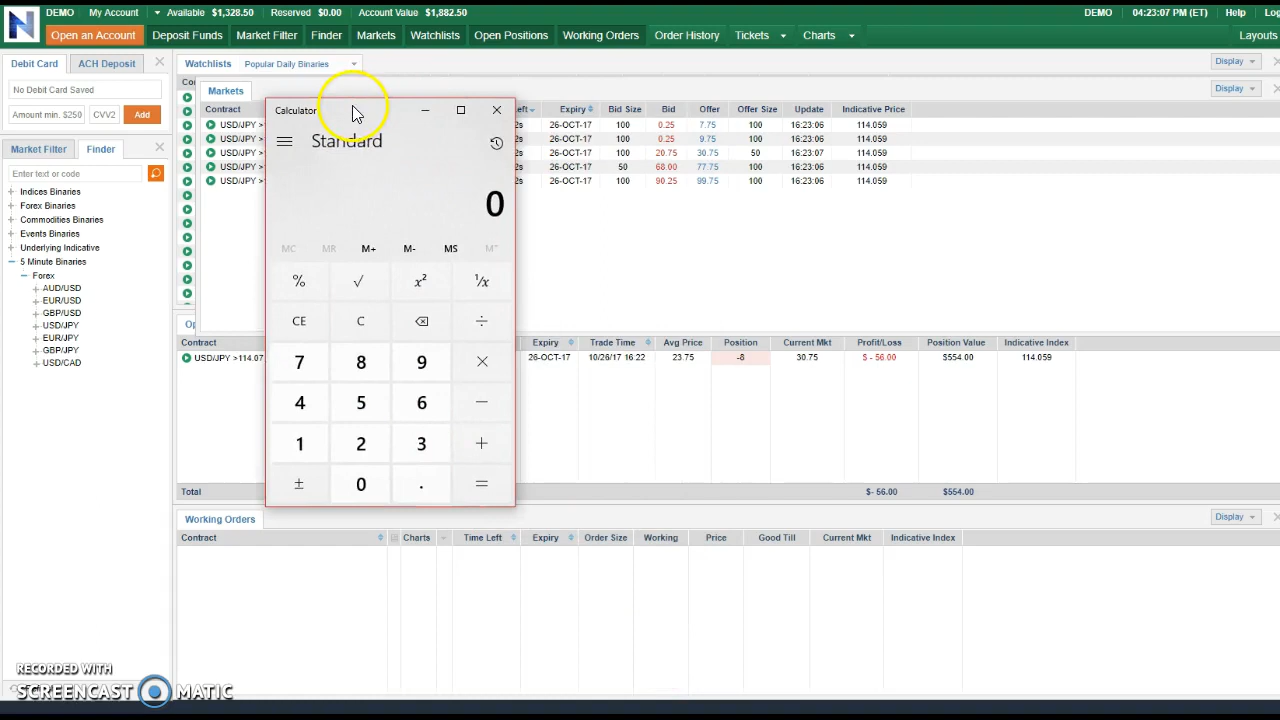 DEMO My Account Available $1,328.50 Reserved $0.00 Account Value $1,882.50 DEMO 04:23:07 PM (ET) Help
N Open an Account Deposit Funds Market Filter Finder Markets Watchlists Open Positions Working Orders Order History Tickets Charts Layouts
Debit Card ACH Deposit
No Debit Card Saved
Amount min. $250 CVV2 Add
Market Filter Finder
Enter text or code
Indices Binaries
Forex Binaries
Commodities Binaries
Events Binaries
Underlying Indicative
5 Minute Binaries
Forex
AUD/USD
EUR/USD
GBP/USD
USD/JPY
EUR/JPY
GBP/JPY
USD/CAD
Watchlists Popular Daily Binaries Display
Markets Display
Contract Expiry Bid Size Bid Offer Offer Size Update Indicative Price
USD/JPY > 26-OCT-17 100 0.25 7.75 100 16:23:06 114.059
USD/JPY > 26-OCT-17 100 0.25 9.75 100 16:23:06 114.059
USD/JPY > 26-OCT-17 100 20.75 30.75 50 16:23:07 114.059
USD/JPY > 26-OCT-17 50 68.00 77.75 100 16:23:06 114.059
USD/JPY > 26-OCT-17 100 90.25 99.75 100 16:23:06 114.059
Calculator
Standard
0
MC MR M+ M- MS
% √ x² ¹/x
CE C ÷
7 8 9 ×
4 5 6 −
1 2 3 +
± 0 . =
Contract Expiry Trade Time Avg Price Position Current Mkt Profit/Loss Position Value Indicative Index
USD/JPY >114.07 26-OCT-17 10/26/17 16:22 23.75 -8 30.75 $ - 56.00 $554.00 114.059
Total $ - 56.00 $554.00
Working Orders Display
Contract Charts Time Left Expiry Order Size Working Price Good Till Current Mkt Indicative Index
RECORDED WITH
SCREENCAST MATIC